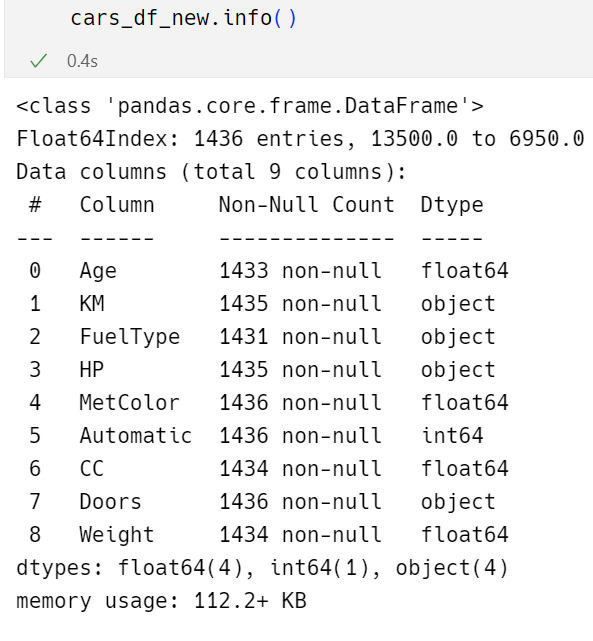 cars_df_new.info()
✓ 0.4s
<class 'pandas.core.frame.DataFrame'>
Float64Index: 1436 entries, 13500.0 to 6950.0
Data columns (total 9 columns):
 #   Column     Non-Null Count  Dtype
---  ------     --------------  -----
 0   Age        1433 non-null   float64
 1   KM         1435 non-null   object
 2   FuelType   1431 non-null   object
 3   HP         1435 non-null   object
 4   MetColor   1436 non-null   float64
 5   Automatic  1436 non-null   int64
 6   CC         1434 non-null   float64
 7   Doors      1436 non-null   object
 8   Weight     1434 non-null   float64
dtypes: float64(4), int64(1), object(4)
memory usage: 112.2+ KB